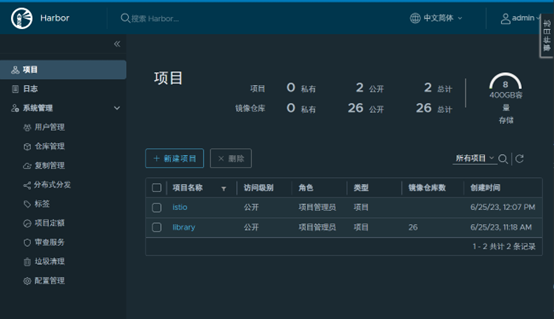 Harbor
搜索 Harbor...
中文简体
admin
事件日志
项目
日志
系统管理
用户管理
仓库管理
复制管理
分布式分发
标签
项目定额
审查服务
垃圾清理
配置管理
项目
项目 0 私有 2 公开 2 总计
镜像仓库 0 私有 26 公开 26 总计
8
400GB容
量
存储
+ 新建项目
× 删除
所有项目
项目名称 访问级别 角色 类型 镜像仓库数 创建时间
istio 公开 项目管理员 项目 6/25/23, 12:07 PM
library 公开 项目管理员 项目 26 6/25/23, 11:18 AM
1 - 2 共计 2 条记录